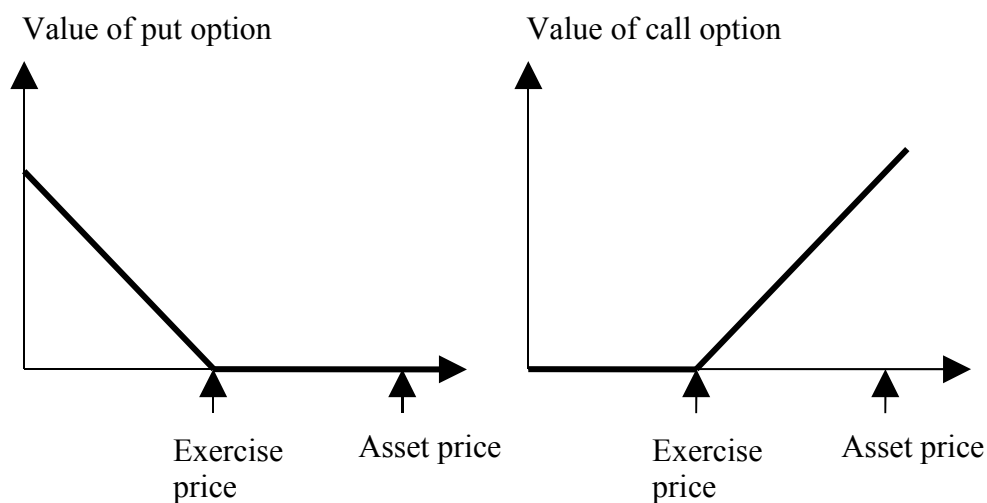 Value of put option
Value of call option
Exercise
price
Asset price
Exercise
price
Asset price